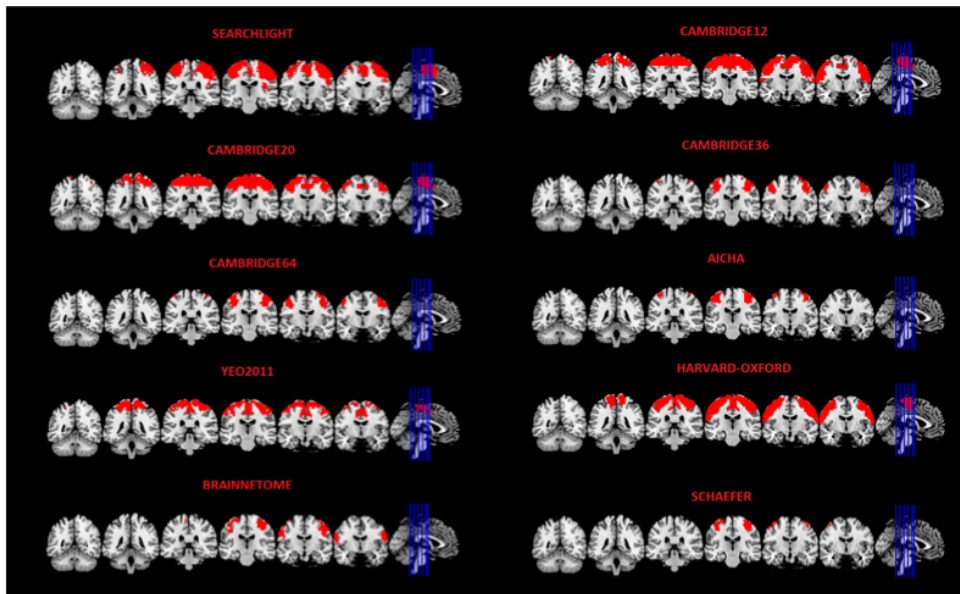 SEARCHLIGHT
CAMBRIDGE12
CAMBRIDGE20
CAMBRIDGE36
CAMBRIDGE64
AICHA
YEO2011
HARVARD-OXFORD
BRAINNETOME
SCHAEFER